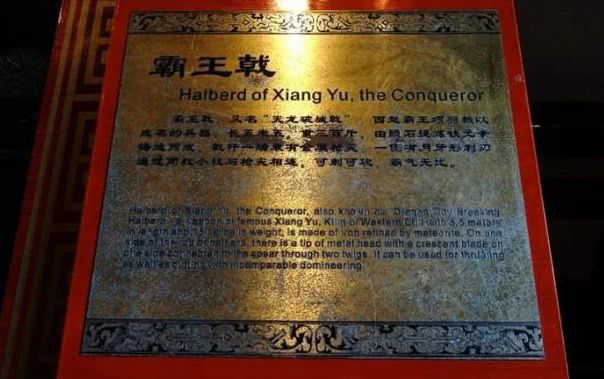 霸王戟
Halberd of Xiang Yu, the Conqueror
霸王戟，又名“天龙破城戟”，西楚霸王项羽赖以
成名的兵器，长五米五，重三百斤，由陨石提炼铁元素
铸造而成，戟杆一端装有金属枪尖，一侧有月牙形利刃
通过两枚小枝与枪尖相连，可刺可砍，霸气无比。
Halberd of Xiang Yu, the Conqueror, also known as "Dragon City Breaking
Halberd", a weapon of famous Xiang Yu, King of Western Chu with 5.5 meters
in length and 150 kilos in weight, is made of iron refined by meteorite. On one
side of the there is a tip of metal head with a crescent blade on
one side connected to the spear through two twigs. It can be used for thrusting
as well as cutting with incomparable domineering.